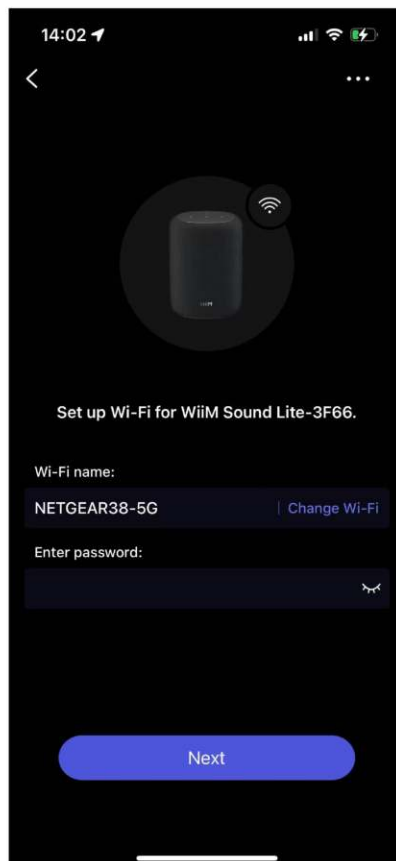 14:02
WiiM
Set up Wi-Fi for WiiM Sound Lite-3F66.
Wi-Fi name:
NETGEAR38-5G | Change Wi-Fi
Enter password:
Next